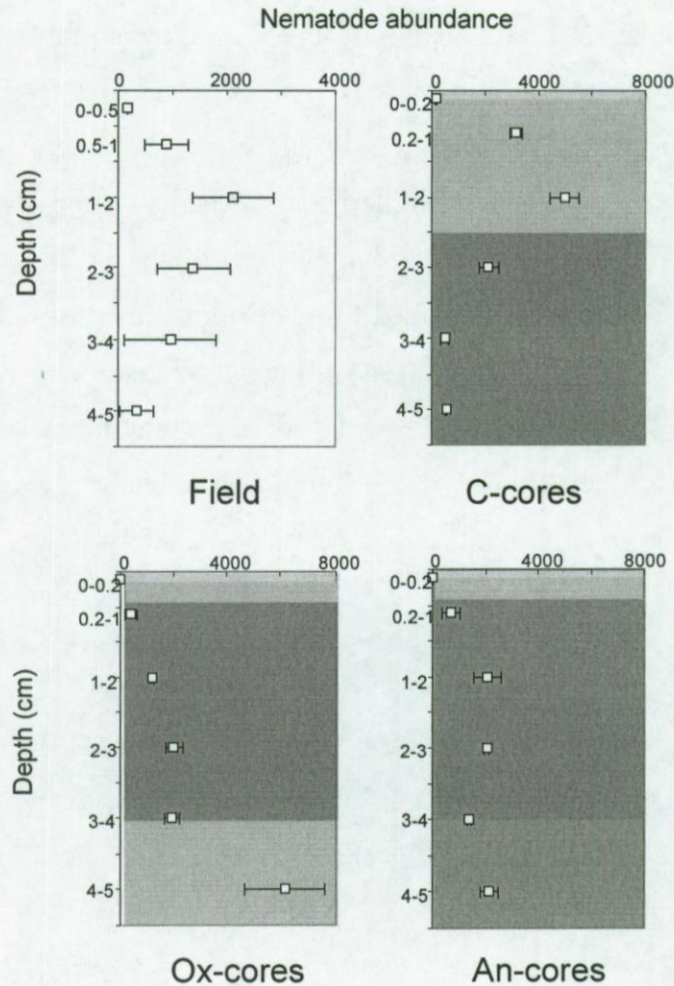 Nematode abundance
0 2000 4000
0 4000 8000
0-0.5
0.5-1
1-2
2-3
3-4
4-5
Depth (cm)
0-0.2
0.2-1
1-2
2-3
3-4
4-5
Field
C-cores
0 4000 8000
0 4000 8000
0-0.2
0.2-1
1-2
2-3
3-4
4-5
Depth (cm)
0-0.2
0.2-1
1-2
2-3
3-4
4-5
Ox-cores
An-cores